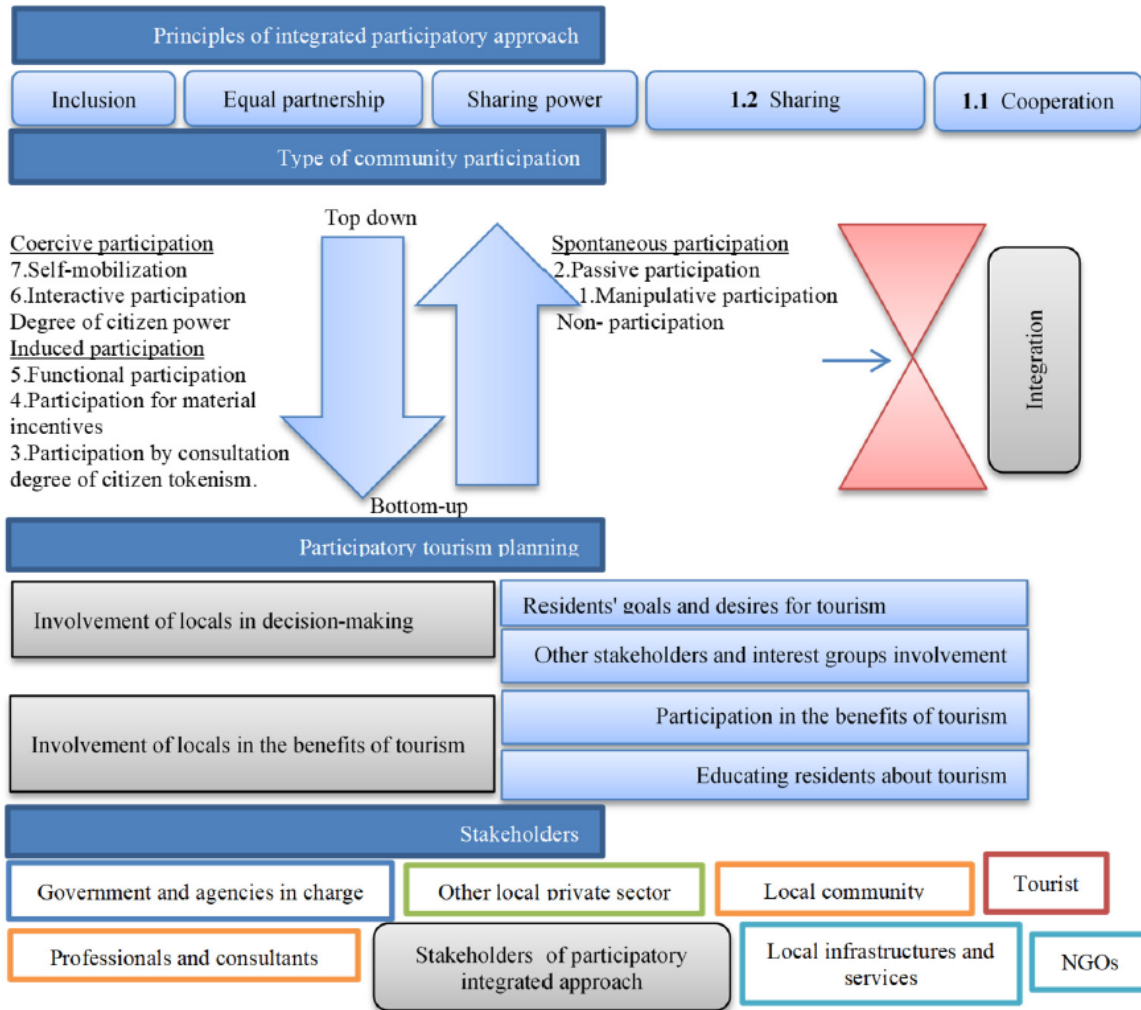 Principles of integrated participatory approach
Inclusion
Equal partnership
Sharing power
1.2 Sharing
1.1 Cooperation
Type of community participation
Top down
Coercive participation
7.Self-mobilization
6.Interactive participation
Degree of citizen power
Induced participation
5.Functional participation
4.Participation for material
incentives
3.Participation by consultation
degree of citizen tokenism.
Spontaneous participation
2.Passive participation
1.Manipulative participation
Non- participation
Integration
Bottom-up
Participatory tourism planning
Involvement of locals in decision-making
Residents' goals and desires for tourism
Other stakeholders and interest groups involvement
Involvement of locals in the benefits of tourism
Participation in the benefits of tourism
Educating residents about tourism
Stakeholders
Government and agencies in charge
Other local private sector
Local community
Tourist
Professionals and consultants
Stakeholders of participatory
integrated approach
Local infrastructures and
services
NGOs